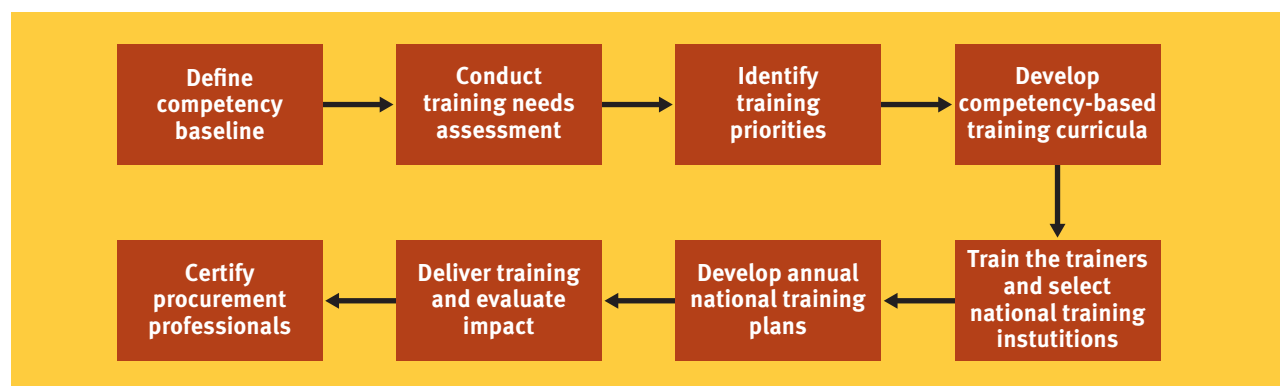 Define
competency
baseline
Conduct
training needs
assessment
Identify
training
priorities
Develop
competency-based
training curricula
Train the trainers
and select
national training
instutitions
Develop annual
national training
plans
Deliver training
and evaluate
impact
Certify
procurement
professionals